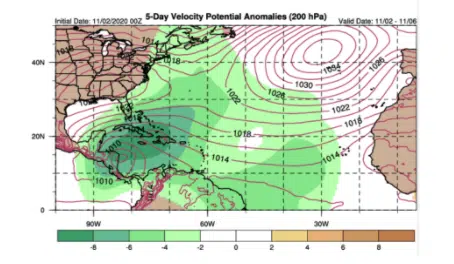 5-Day Velocity Potential Anomalies (200 hPa)
Initial Date: 11/02/2020 00Z Valid Date: 11/02 - 11/06
1018 1018
40N 1034 1026
1030
1026
1022 1022
1018
20N 1018
1010 1014 1014
1010
0
90W 60W 30W
-8 -6 -4 -2 0 2 4 6 8